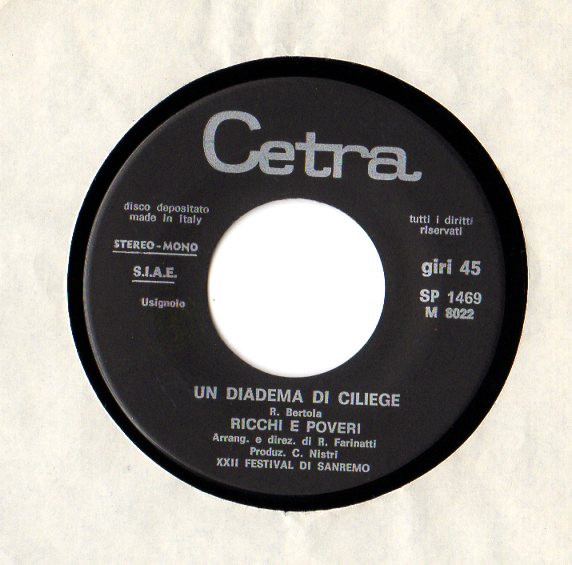 Cetra
disco depositato
made in Italy
tutti i diritti
riservati
STEREO-MONO
S.I.A.E.
Usignolo
giri 45
SP 1469
M 8022
UN DIADEMA DI CILIEGE
R. Bertola
RICCHI E POVERI
Arrang. e direz. di R. Farinatti
Produz. C. Nistri
XXII FESTIVAL DI SANREMO